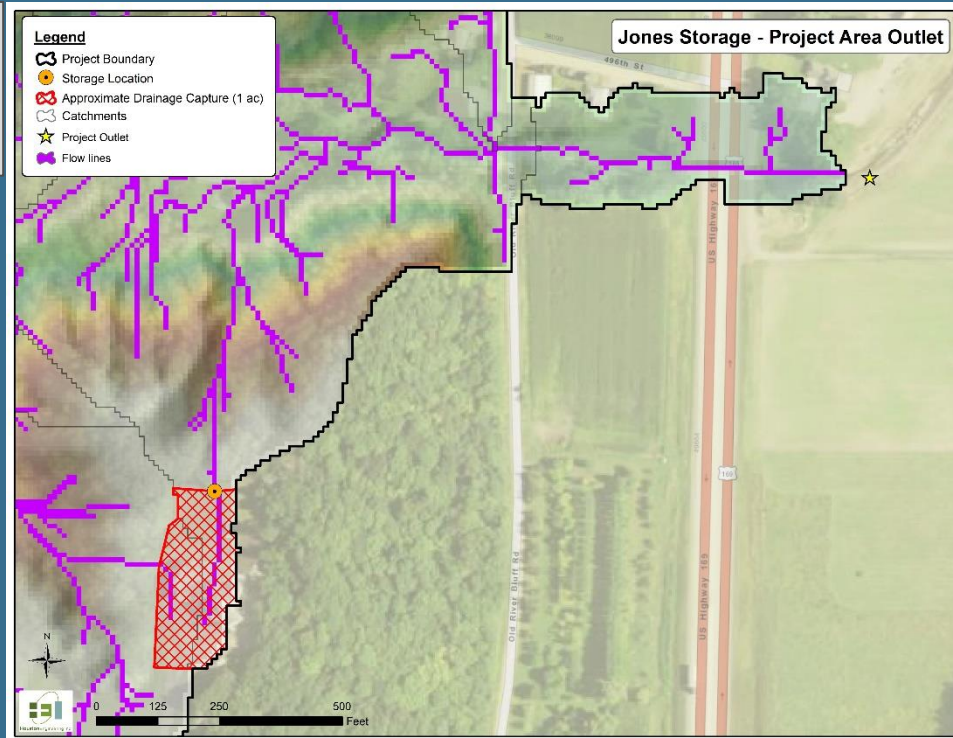 Jones Storage - Project Area Outlet
Legend
Project Boundary
Storage Location
Approximate Drainage Capture (1 ac)
Catchments
Project Outlet
Flow lines
496th St
US Highway 16
Old River Bluff Rd
US Highway 169
169
N
0 125 250 500
Feet